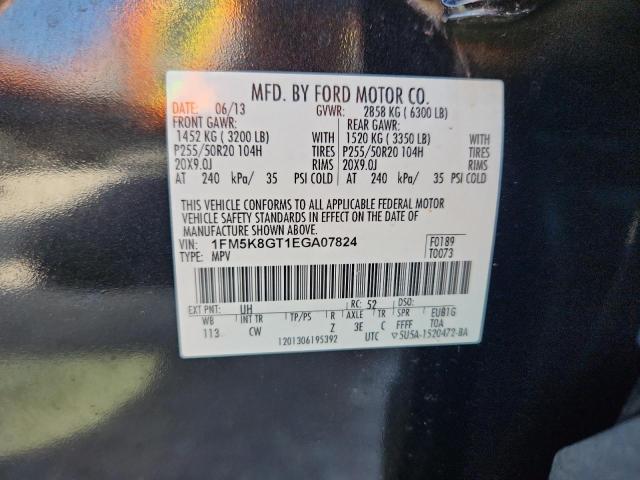 MFD. BY FORD MOTOR CO.
DATE: 06/13 GVWR: 2858 KG ( 6300 LB)
FRONT GAWR: REAR GAWR:
1452 KG ( 3200 LB) WITH 1520 KG ( 3350 LB) WITH
P255/50R20 104H TIRES P255/50R20 104H TIRES
20X9.0J RIMS 20X9.0J RIMS
AT 240 kPa/ 35 PSI COLD AT 240 kPa/ 35 PSI COLD
THIS VEHICLE CONFORMS TO ALL APPLICABLE FEDERAL MOTOR
VEHICLE SAFETY STANDARDS IN EFFECT ON THE DATE OF
MANUFACTURE SHOWN ABOVE.
VIN: 1FM5K8GT1EGA07824 F0189
TYPE: MPV T0073
EXT PNT: UH RC: 52 DSO:
WB INT TR TP/PS R AXLE TR SPR EUB1G
113 CW Z 3E C FFFF TOA
1201306195392 UTC 5U5A-1520472-BA